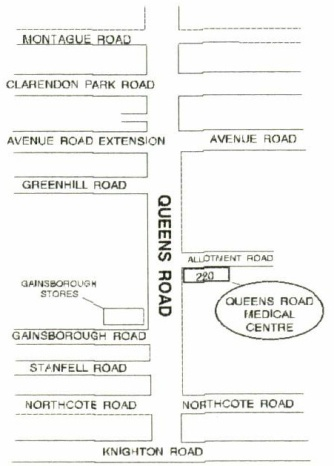 MONTAGUE ROAD
CLARENDON PARK ROAD
AVENUE ROAD EXTENSION
AVENUE ROAD
GREENHILL ROAD
QUEENS ROAD
ALLOTMENT ROAD
220
GAINSBOROUGH
STORES
QUEENS ROAD
MEDICAL
CENTRE
GAINSBOROUGH ROAD
STANFELL ROAD
NORTHCOTE ROAD
NORTHCOTE ROAD
KNIGHTON ROAD